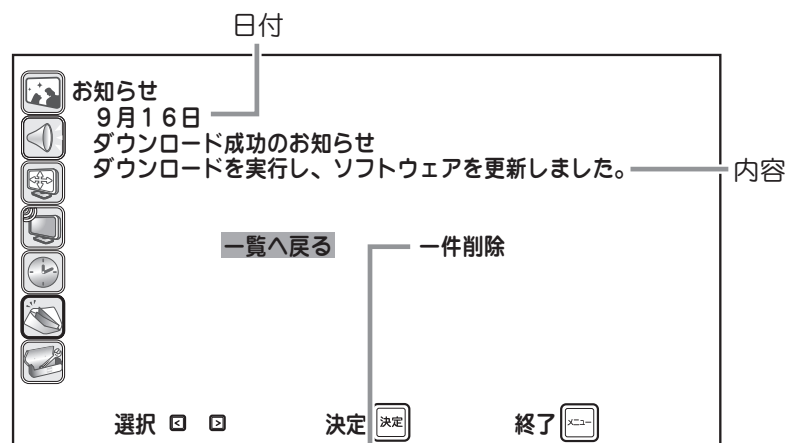 日付
お知らせ
9月16日
ダウンロード成功のお知らせ
ダウンロードを実行し、ソフトウェアを更新しました。
内容
一覧へ戻る 一件削除
選択 決定 決定 終了 メニュー